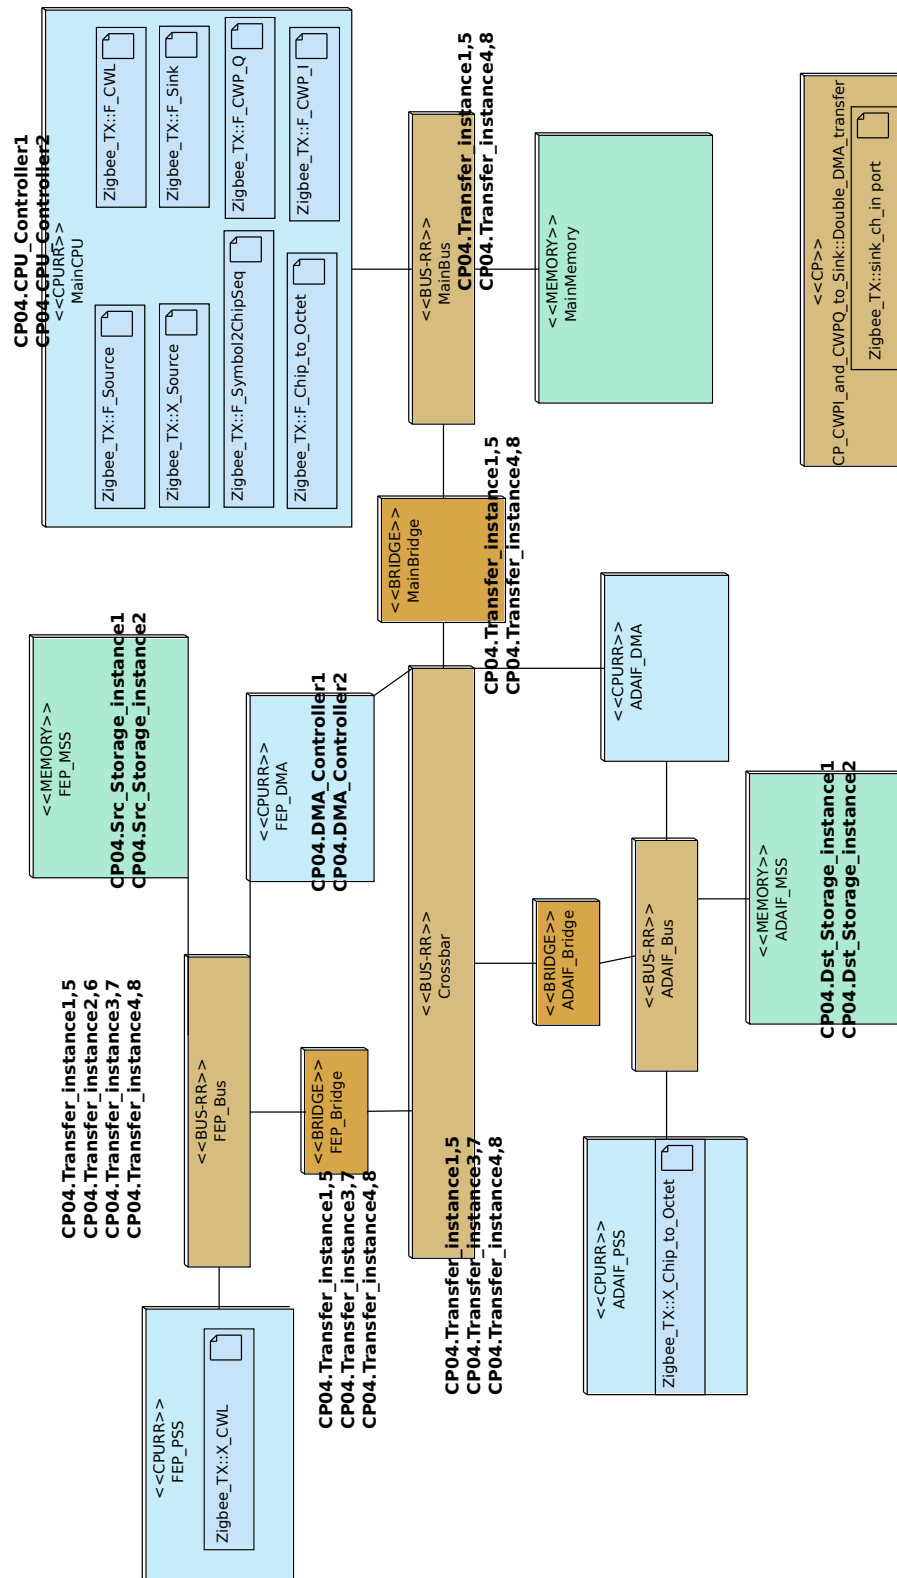 CP04.CPU_Controller1
CP04.CPU_Controller2
<<CPURR>>
MainCPU
Zigbee_TX::F_Source
Zigbee_TX::F_CWL
Zigbee_TX::X_Source
Zigbee_TX::F_Sink
Zigbee_TX::F_Symbol2ChipSeq
Zigbee_TX::F_CWP_Q
Zigbee_TX::F_Chip_to_Octet
Zigbee_TX::F_CWP_I
<<BUS-RR>>
MainBus
CP04.Transfer_instance1,5
CP04.Transfer_instance4,8
<<MEMORY>>
MainMemory
<<CP>>
CP_CWPI_and_CWPQ_to_Sink::Double_DMA_transfer
Zigbee_TX::sink_ch_in port
<<BRIDGE>>
MainBridge
CP04.Transfer_instance1,5
CP04.Transfer_instance4,8
<<MEMORY>>
FEP_MSS
CP04.Src_Storage_instance1
CP04.Src_Storage_instance2
<<CPURR>>
FEP_DMA
CP04.DMA_Controller1
CP04.DMA_Controller2
<<CPURR>>
ADAIF_DMA
<<BUS-RR>>
Crossbar
CP04.Transfer_instance1,5
CP04.Transfer_instance3,7
CP04.Transfer_instance4,8
<<BRIDGE>>
ADAIF_Bridge
<<BUS-RR>>
ADAIF_Bus
<<MEMORY>>
ADAIF_MSS
CP04.Dst_Storage_instance1
CP04.Dst_Storage_instance2
CP04.Transfer_instance1,5
CP04.Transfer_instance2,6
CP04.Transfer_instance3,7
CP04.Transfer_instance4,8
<<BUS-RR>>
FEP_Bus
<<BRIDGE>>
FEP_Bridge
CP04.Transfer_instance1,5
CP04.Transfer_instance3,7
CP04.Transfer_instance4,8
<<CPURR>>
FEP_PSS
Zigbee_TX::X_CWL
<<CPURR>>
ADAIF_PSS
Zigbee_TX::X_Chip_to_Octet